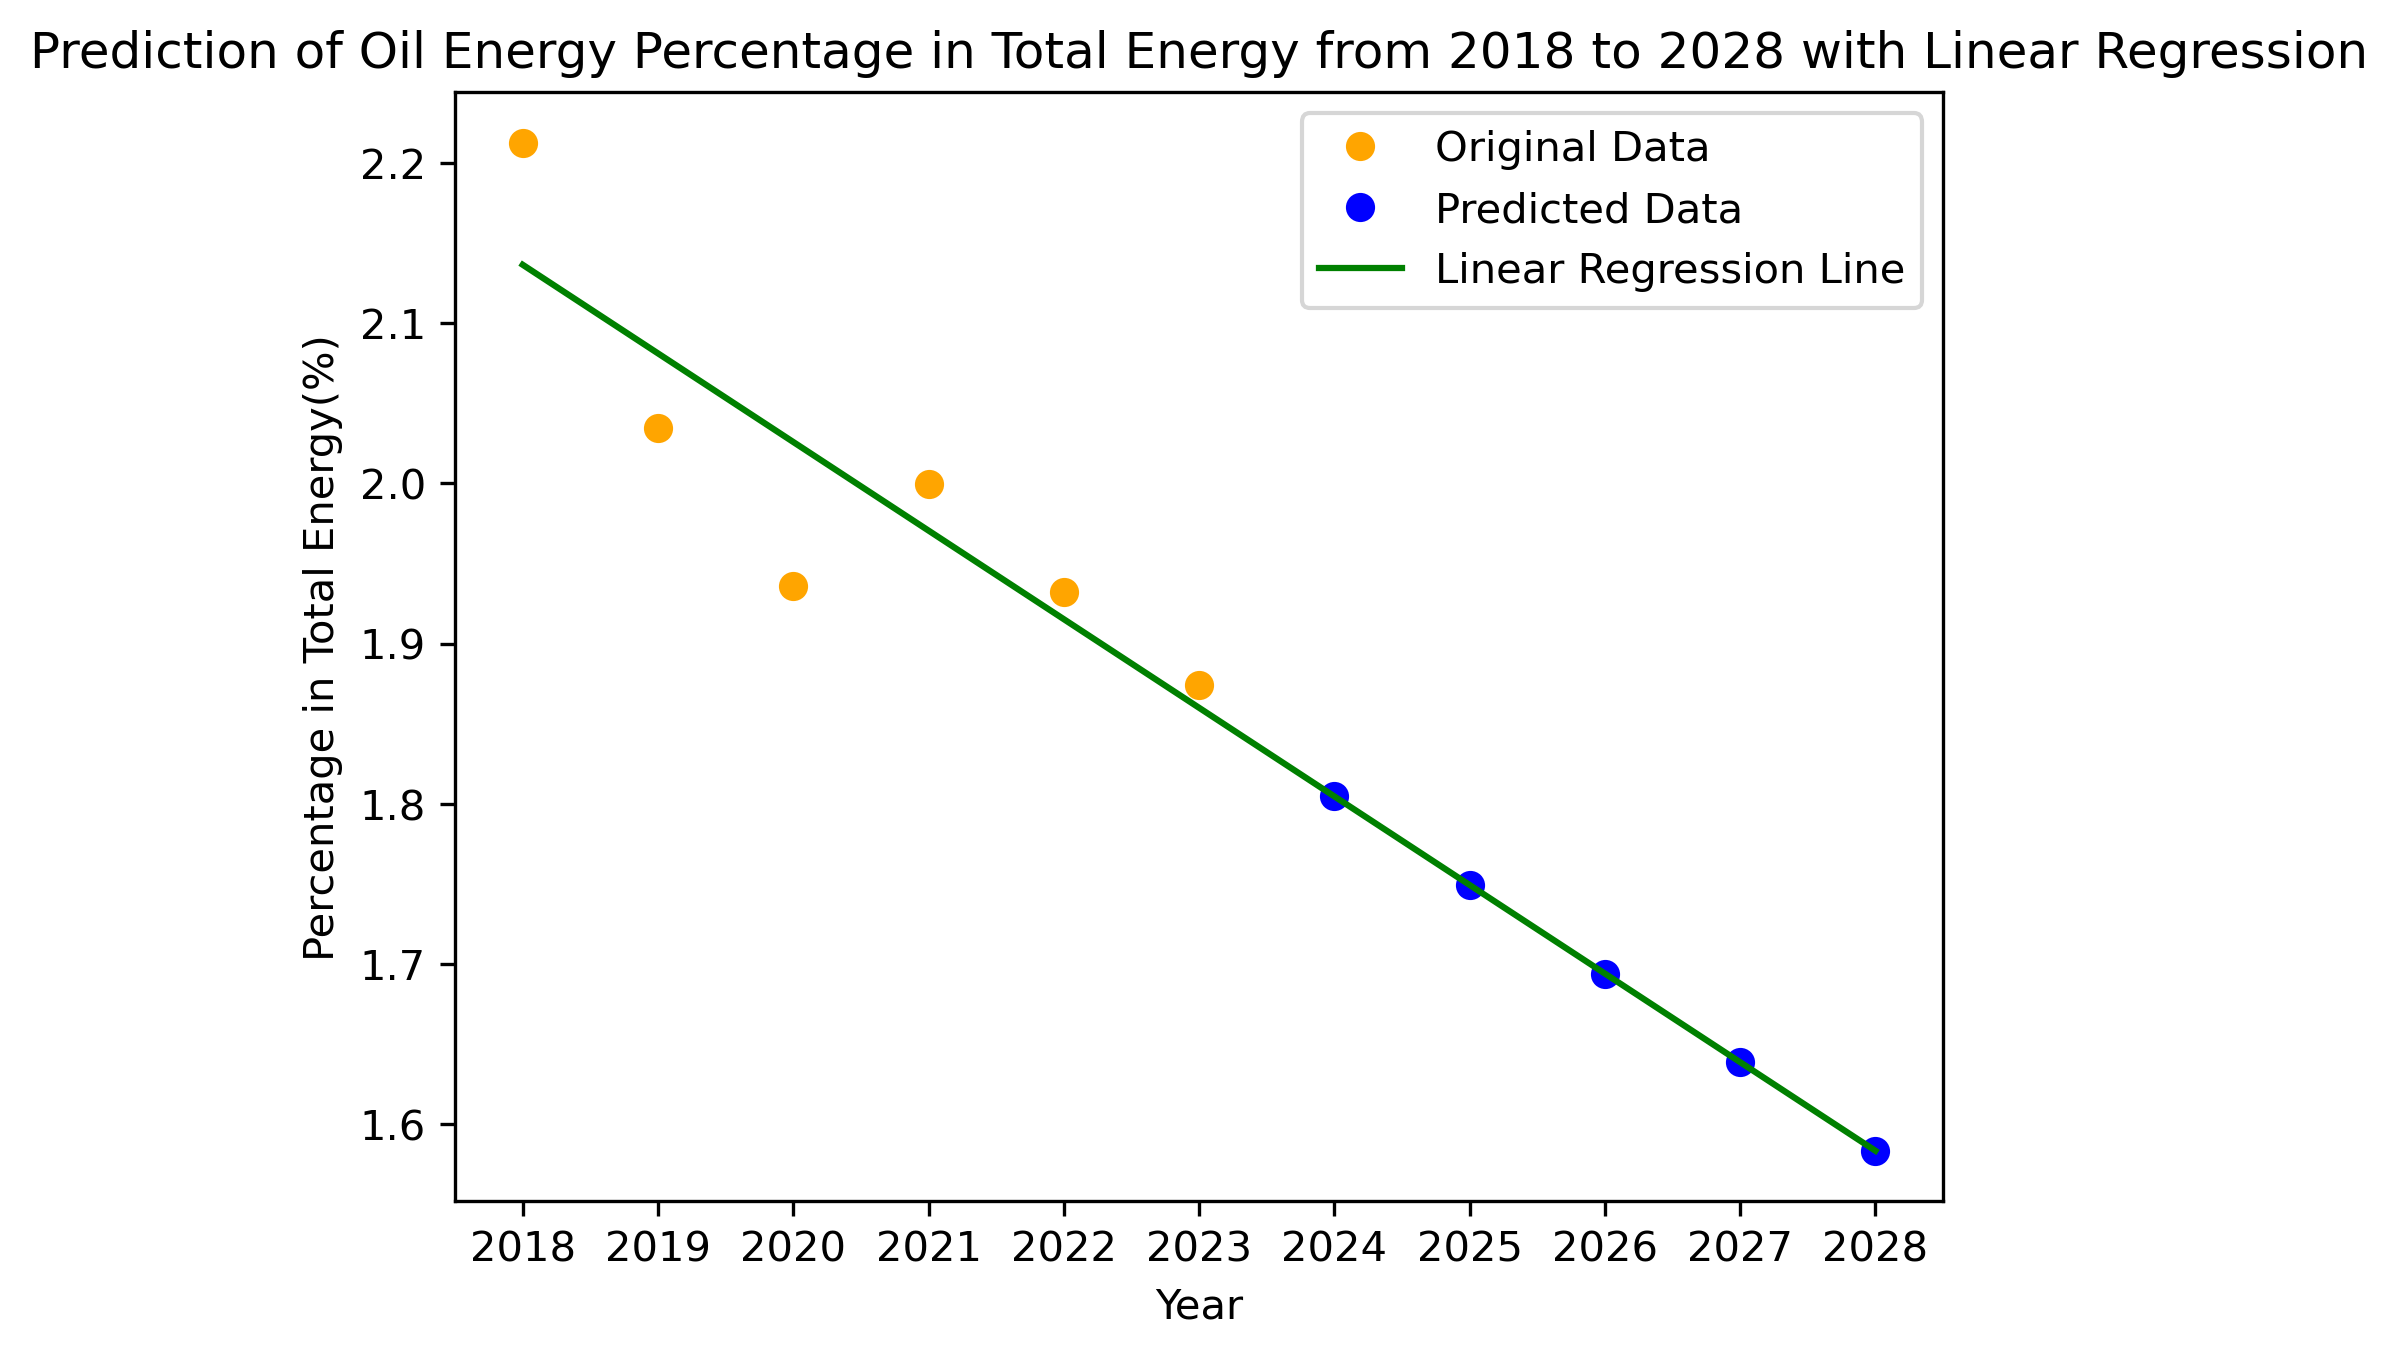 Prediction of Oil Energy Percentage in Total Energy from 2018 to 2028 with Linear Regression
Original Data
Predicted Data
Linear Regression Line
Percentage in Total Energy(%)
2.2
2.1
2.0
1.9
1.8
1.7
1.6
2018 2019 2020 2021 2022 2023 2024 2025 2026 2027 2028
Year